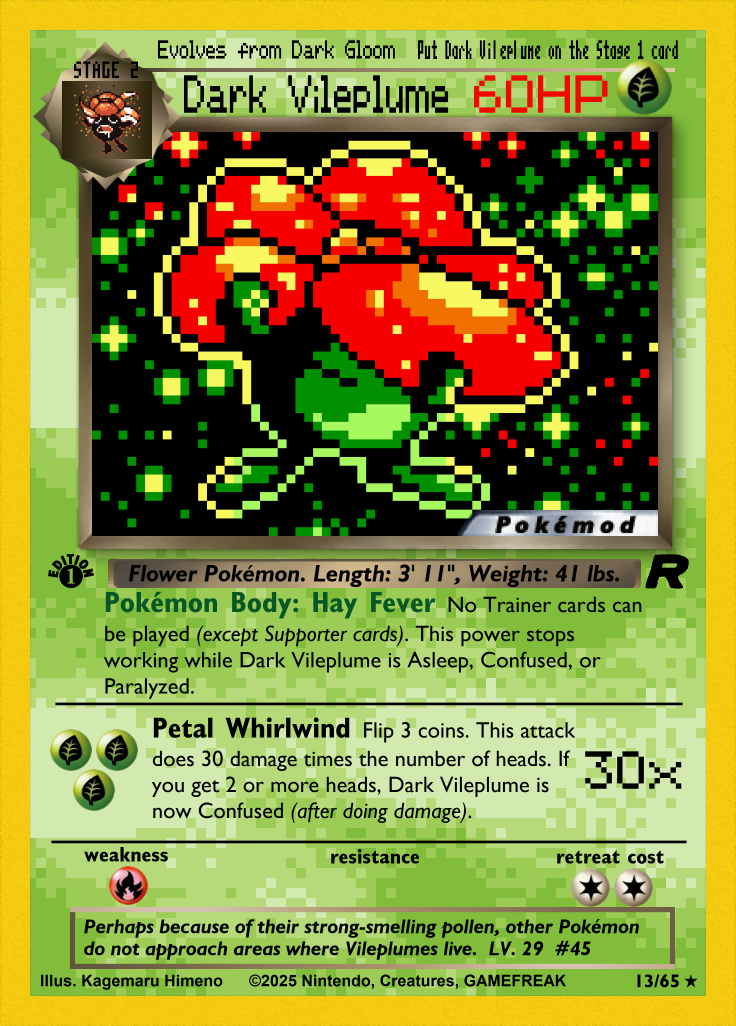 Evolves from Dark Gloom Put Dark Vileplume on the Stage 1 card
STAGE 2
Dark Vileplume 60HP
Pokémod
EDITION
1
Flower Pokémon. Length: 3' 11", Weight: 41 lbs. R
Pokémon Body: Hay Fever No Trainer cards can
be played (except Supporter cards). This power stops
working while Dark Vileplume is Asleep, Confused, or
Paralyzed.
Petal Whirlwind Flip 3 coins. This attack
does 30 damage times the number of heads. If
you get 2 or more heads, Dark Vileplume is
now Confused (after doing damage).
30x
weakness resistance retreat cost
Perhaps because of their strong-smelling pollen, other Pokémon
do not approach areas where Vileplumes live. LV. 29 #45
Illus. Kagemaru Himeno ©2025 Nintendo, Creatures, GAMEFREAK 13/65 ★